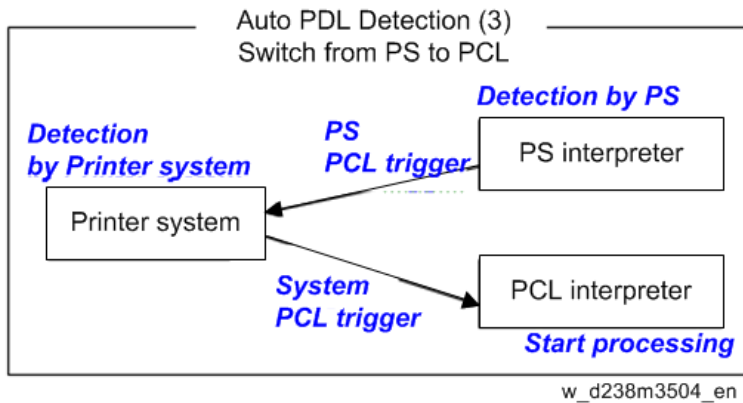 Auto PDL Detection (3)
Switch from PS to PCL
Detection by PS
Detection
by Printer system
PS
PCL trigger
PS interpreter
Printer system
System
PCL trigger
PCL interpreter
Start processing
w_d238m3504_en